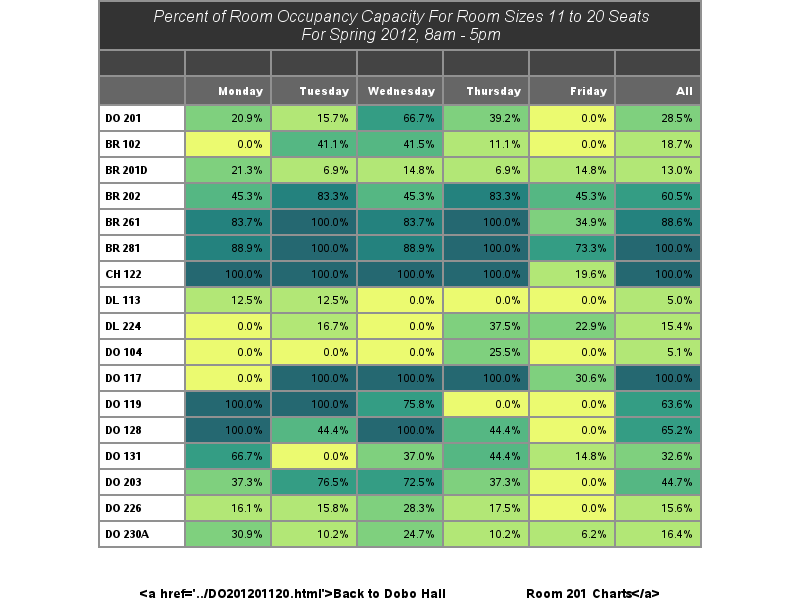 Percent of Room Occupancy Capacity For Room Sizes 11 to 20 Seats
For Spring 2012, 8am - 5pm
Monday Tuesday Wednesday Thursday Friday All
DO 201 20.9% 15.7% 66.7% 39.2% 0.0% 28.5%
BR 102 0.0% 41.1% 41.5% 11.1% 0.0% 18.7%
BR 201D 21.3% 6.9% 14.8% 6.9% 14.8% 13.0%
BR 202 45.3% 83.3% 45.3% 83.3% 45.3% 60.5%
BR 261 83.7% 100.0% 83.7% 100.0% 34.9% 88.6%
BR 281 88.9% 100.0% 88.9% 100.0% 73.3% 100.0%
CH 122 100.0% 100.0% 100.0% 100.0% 19.6% 100.0%
DL 113 12.5% 12.5% 0.0% 0.0% 0.0% 5.0%
DL 224 0.0% 16.7% 0.0% 37.5% 22.9% 15.4%
DO 104 0.0% 0.0% 0.0% 25.5% 0.0% 5.1%
DO 117 0.0% 100.0% 100.0% 100.0% 30.6% 100.0%
DO 119 100.0% 100.0% 75.8% 0.0% 0.0% 63.6%
DO 128 100.0% 44.4% 100.0% 44.4% 0.0% 65.2%
DO 131 66.7% 0.0% 37.0% 44.4% 14.8% 32.6%
DO 203 37.3% 76.5% 72.5% 37.3% 0.0% 44.7%
DO 226 16.1% 15.8% 28.3% 17.5% 0.0% 15.6%
DO 230A 30.9% 10.2% 24.7% 10.2% 6.2% 16.4%
<a href='../DO201201120.html'>Back to Dobo Hall Room 201 Charts</a>